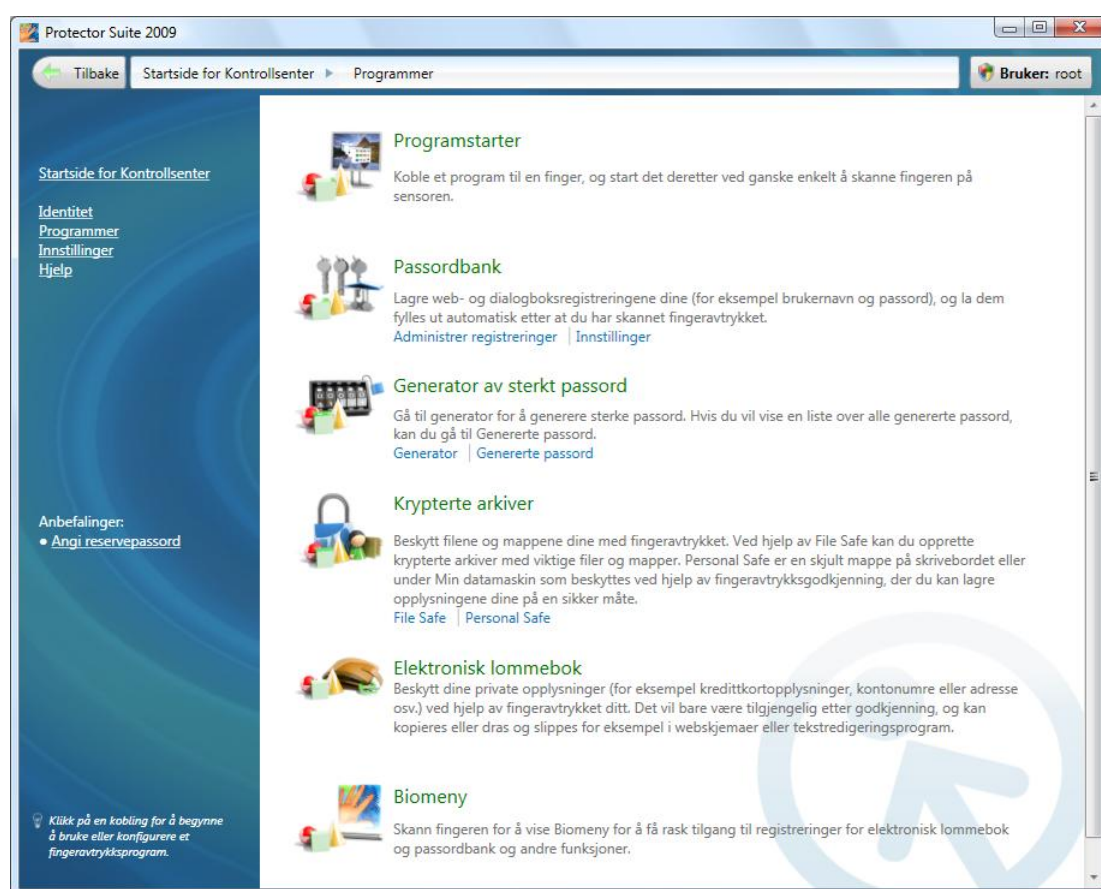 Protector Suite 2009
Tilbake
Startside for Kontrollsenter
Programmer
Bruker: root
Startside for Kontrollsenter
Identitet
Programmer
Innstillinger
Hjelp
Anbefalinger:
• Angi reservepassord
Klikk på en kobling for å begynne
å bruke eller konfigurere et
fingeravtrykksprogram.
Programstarter
Koble et program til en finger, og start det deretter ved ganske enkelt å skanne fingeren på
sensoren.
Passordbank
Lagre web- og dialogboksregistreringene dine (for eksempel brukernavn og passord), og la dem
fylles ut automatisk etter at du har skannet fingeravtrykket.
Administrer registreringer | Innstillinger
Generator av sterkt passord
Gå til generator for å generere sterke passord. Hvis du vil vise en liste over alle genererte passord,
kan du gå til Genererte passord.
Generator | Genererte passord
Krypterte arkiver
Beskytt filene og mappene dine med fingeravtrykket. Ved hjelp av File Safe kan du opprette
krypterte arkiver med viktige filer og mapper. Personal Safe er en skjult mappe på skrivebordet eller
under Min datamaskin som beskyttes ved hjelp av fingeravtrykksgodkjenning, der du kan lagre
opplysningene dine på en sikker måte.
File Safe | Personal Safe
Elektronisk lommebok
Beskytt dine private opplysninger (for eksempel kredittkortopplysninger, kontonumre eller adresse
osv.) ved hjelp av fingeravtrykket ditt. Det vil bare være tilgjengelig etter godkjenning, og kan
kopieres eller dras og slippes for eksempel i webskjemaer eller tekstredigeringsprogram.
Biomeny
Skann fingeren for å vise Biomeny for å få rask tilgang til registreringer for elektronisk lommebok
og passordbank og andre funksjoner.